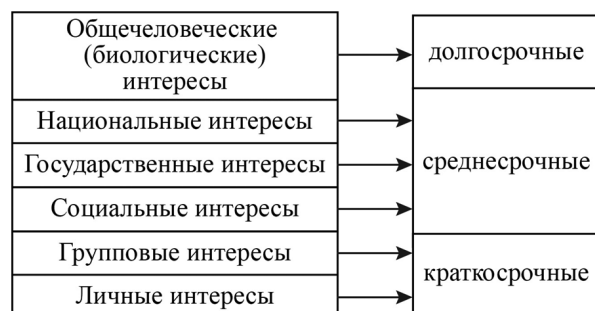 Общечеловеческие
(биологические)
интересы
Национальные интересы
Государственные интересы
Социальные интересы
Групповые интересы
Личные интересы
долгосрочные
среднесрочные
краткосрочные